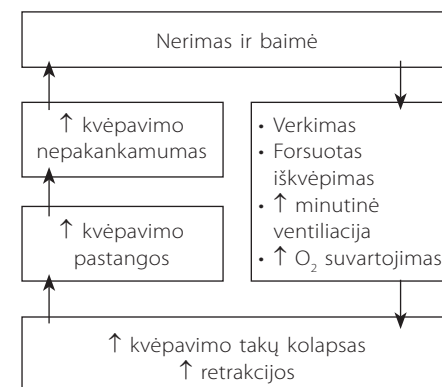 Nerimas ir baimė
↑ kvėpavimo
nepakankamumas
↑ kvėpavimo
pastangos
• Verkimas
• Forsuotas
iškvėpimas
• ↑ minutinė
ventiliacija
• ↑ O₂ suvartojimas
↑ kvėpavimo takų kolapsas
↑ retrakcijos